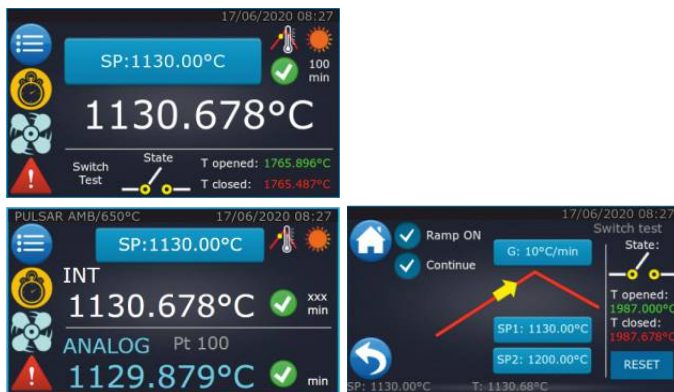 17/06/2020 08:27
SP:1130.00°C
100
min
1130.678°C
Switch
Test
State
T opened: 1765.896°C
T closed: 1765.487°C
PULSAR AMB/650°C 17/06/2020 08:27
SP:1130.00°C
INT
1130.678°C
xxx
min
ANALOG Pt 100
1129.879°C
min
17/06/2020 08:27
Switch test
Ramp ON
Continue
G: 10°C/min
State:
T opened:
1987.000°C
T closed:
1987.678°C
SP1: 1130.00°C
SP2: 1200.00°C
RESET
SP: 1130.00°C T: 1130.68°C